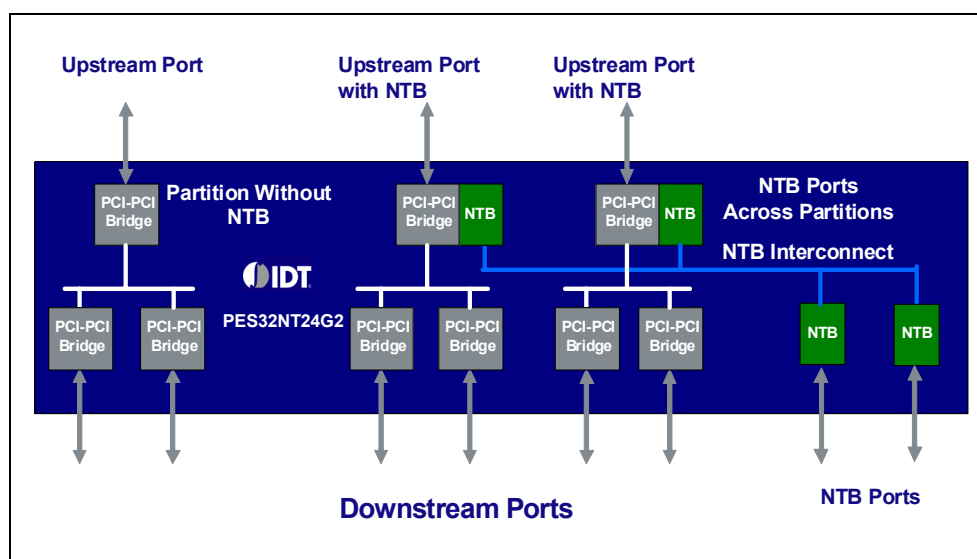 Upstream Port
Upstream Port
with NTB
Upstream Port
with NTB
PCI-PCI
Bridge
Partition Without
NTB
PCI-PCI
Bridge
NTB
PCI-PCI
Bridge
NTB
NTB Ports
Across Partitions
NTB Interconnect
IDT
PES32NT24G2
PCI-PCI
Bridge
PCI-PCI
Bridge
PCI-PCI
Bridge
PCI-PCI
Bridge
PCI-PCI
Bridge
PCI-PCI
Bridge
NTB
NTB
Downstream Ports
NTB Ports